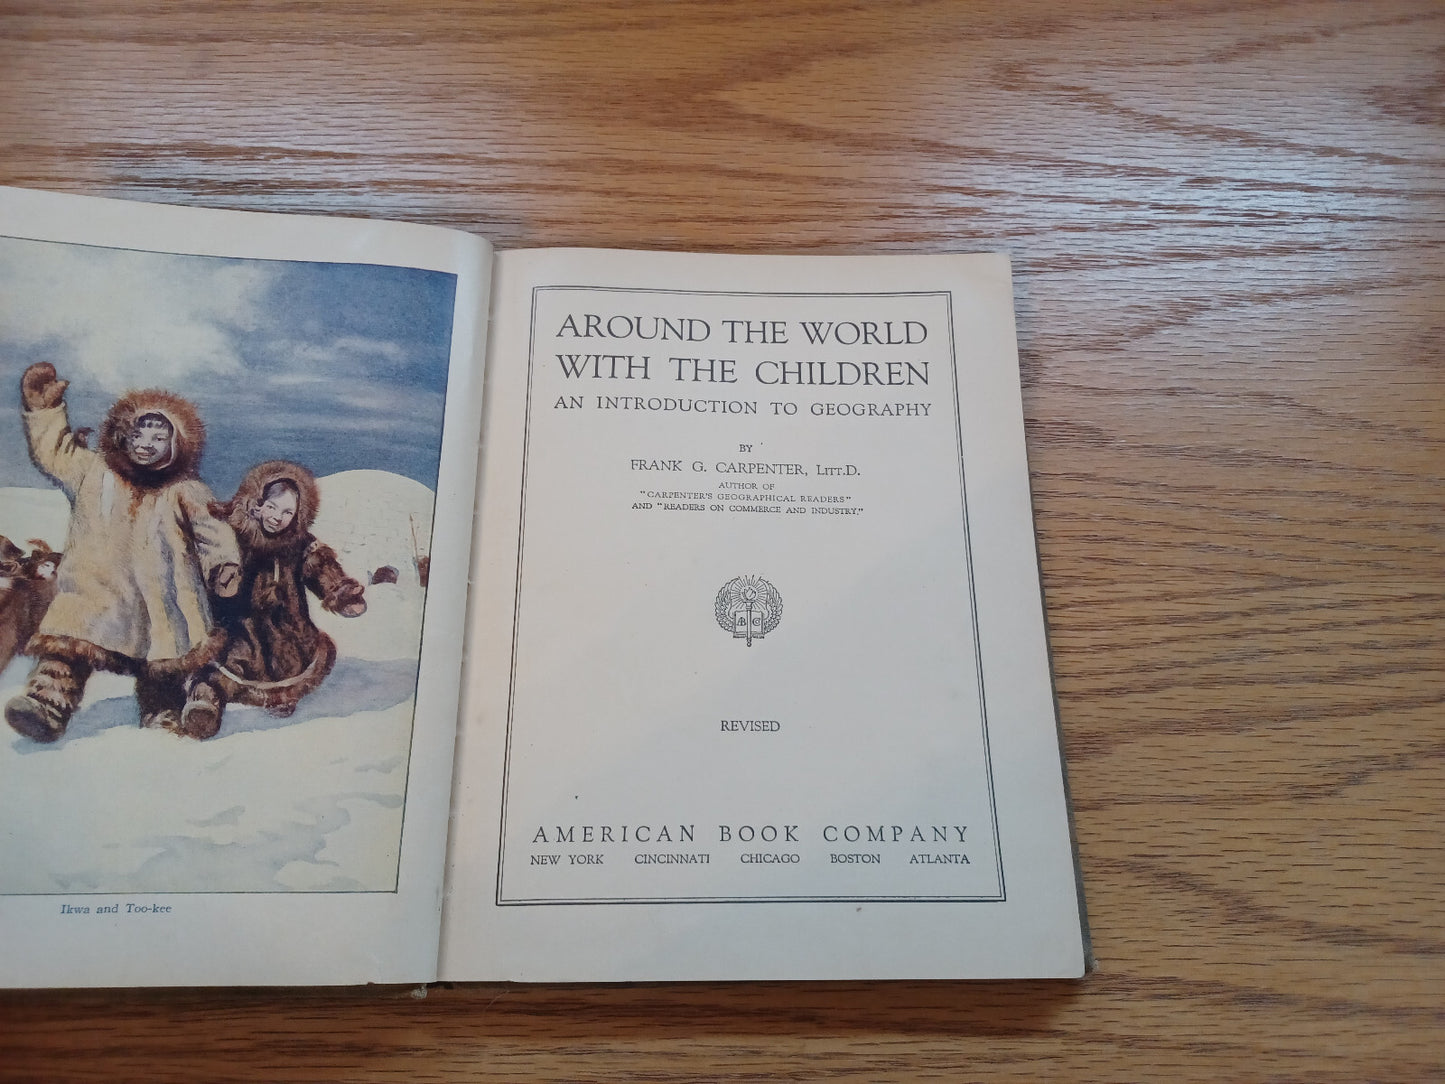 Ikwa and Too-kee
AROUND THE WORLD
WITH THE CHILDREN
AN INTRODUCTION TO GEOGRAPHY
BY
FRANK G. CARPENTER, LITT.D.
AUTHOR OF
"CARPENTER'S GEOGRAPHICAL READERS"
AND "READERS ON COMMERCE AND INDUSTRY."
AB C
REVISED
AMERICAN BOOK COMPANY
NEW YORK CINCINNATI CHICAGO BOSTON ATLANTA